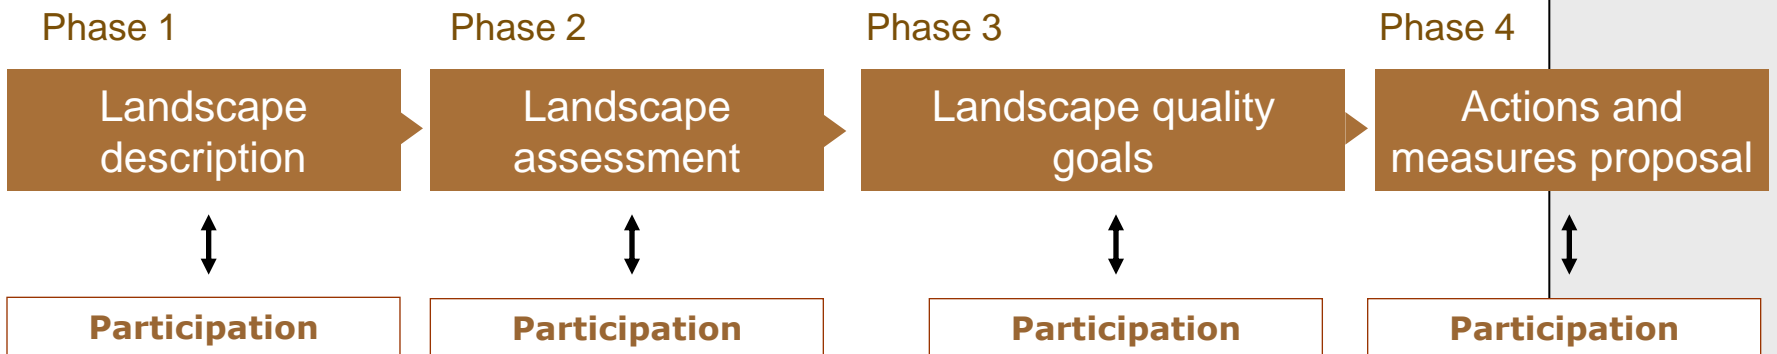 Phase 1
Phase 2
Phase 3
Phase 4
Landscape
description
Landscape
assessment
Landscape quality
goals
Actions and
measures proposal
Participation
Participation
Participation
Participation